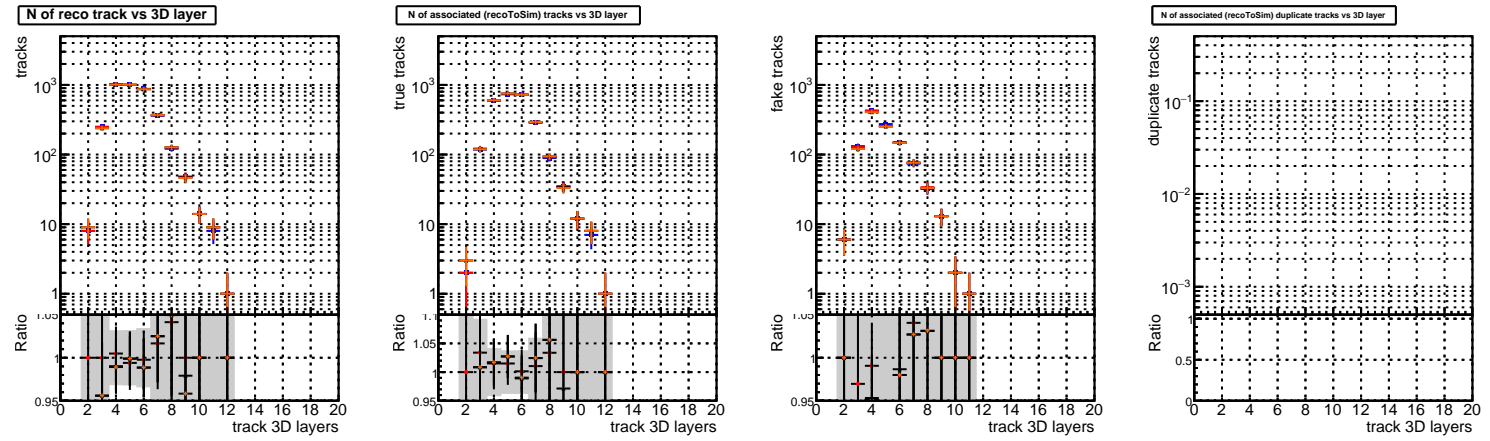 N of reco track vs 3D layer
tracks
10³
10²
10
1
Ratio
1.05
1
0.95
0 2 4 6 8 10 12 14 16 18 20
track 3D layers
N of associated (recoToSim) tracks vs 3D layer
true tracks
10³
10²
10
1
Ratio
1.1
1.05
1
0.95
0 2 4 6 8 10 12 14 16 18 20
track 3D layers
fake tracks
10³
10²
10
1
Ratio
1.05
1
0.95
0 2 4 6 8 10 12 14 16 18 20
track 3D layers
N of associated (recoToSim) duplicate tracks vs 3D layer
duplicate tracks
10⁻¹
10⁻²
10⁻³
Ratio
1
0.5
0
0 2 4 6 8 10 12 14 16 18 20
track 3D layers